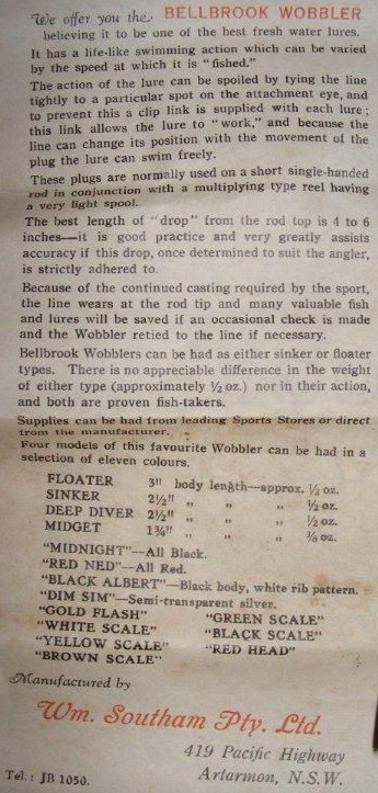 We offer you the BELLBROOK WOBBLER
believing it to be one of the best fresh water lures.
It has a life-like swimming action which can be varied
by the speed at which it is "fished."
The action of the lure can be spoiled by tying the line
tightly to a particular spot on the attachment eye, and
to prevent this a clip link is supplied with each lure;
this link allows the lure to "work," and because the
line can change its position with the movement of the
plug the lure can swim freely.
These plugs are normally used on a short single-handed
rod in conjunction with a multiplying type reel having
a very light spool.
The best length of "drop" from the rod top is 4 to 6
inches—it is good practice and very greatly assists
accuracy if this drop, once determined to suit the angler,
is strictly adhered to.
Because of the continued casting required by the sport,
the line wears at the rod tip and many valuable fish
and lures will be saved if an occasional check is made
and the Wobbler retied to the line if necessary.
Bellbrook Wobblers can be had as either sinker or floater
types. There is no appreciable difference in the weight
of either type (approximately ½ oz.) nor in their action,
and both are proven fish-takers.
Supplies can be had from leading Sports Stores or direct
from the manufacturer.
Four models of this favourite Wobbler can be had in a
selection of eleven colours.
FLOATER 3" body length—approx. ½ oz.
SINKER 2½" " " " ½ oz.
DEEP DIVER 2½" " " " ½ oz.
MIDGET 1¾" " " " ⅜ oz.
"MIDNIGHT"—All Black.
"RED NED"—All Red.
"BLACK ALBERT"—Black body, white rib pattern.
"DIM SIM"—Semi-transparent silver.
"GOLD FLASH" "GREEN SCALE"
"WHITE SCALE" "BLACK SCALE"
"YELLOW SCALE" "RED HEAD"
"BROWN SCALE"
Manufactured by
Wm. Southam Pty. Ltd.
419 Pacific Highway
Tel.: JB 1050. Artarmon, N.S.W.